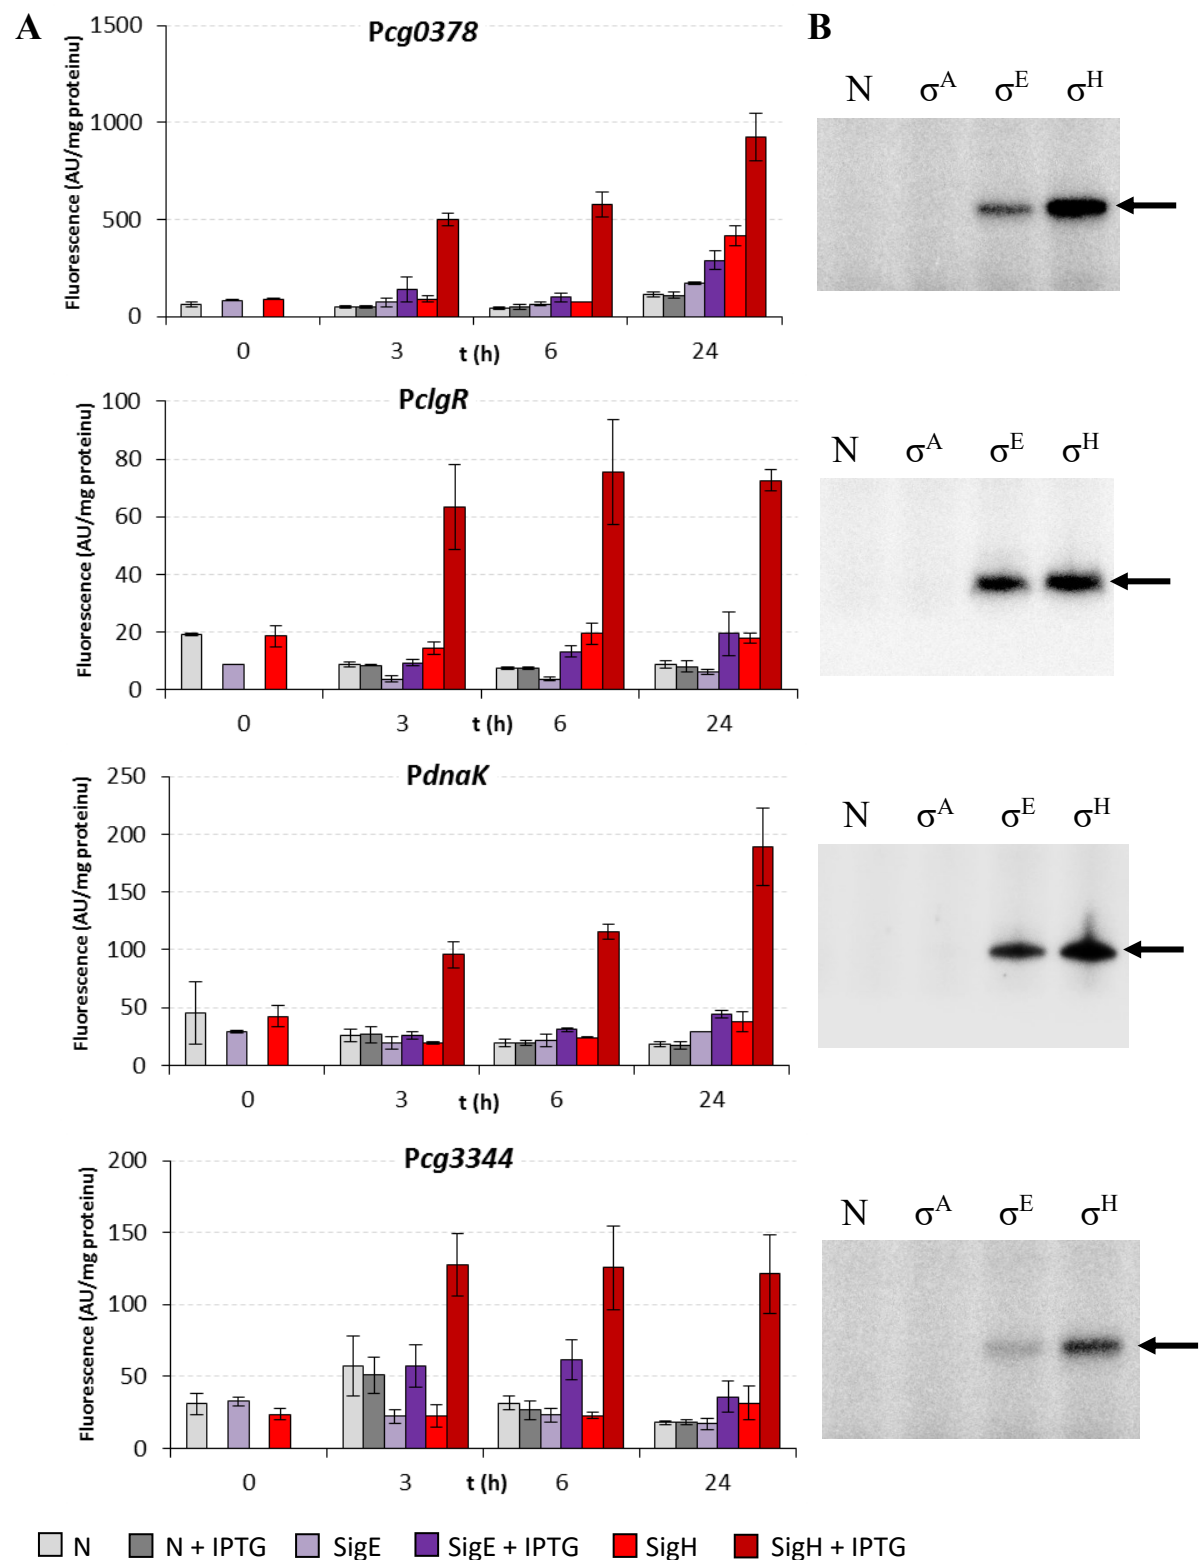 A
B
Pcg0378
Fluorescence (AU/mg proteinu)
1500
1000
500
0
0 3 t (h) 6 24
N σA σE σH
PclgR
Fluorescence (AU/mg proteinu)
100
80
60
40
20
0
0 3 t (h) 6 24
N σA σE σH
PdnaK
Fluorescence (AU/mg proteinu)
250
200
150
100
50
0
0 3 t (h) 6 24
N σA σE σH
Pcg3344
Fluorescence (AU/mg proteinu)
200
150
100
50
0
0 3 t (h) 6 24
N σA σE σH
N N + IPTG SigE SigE + IPTG SigH SigH + IPTG